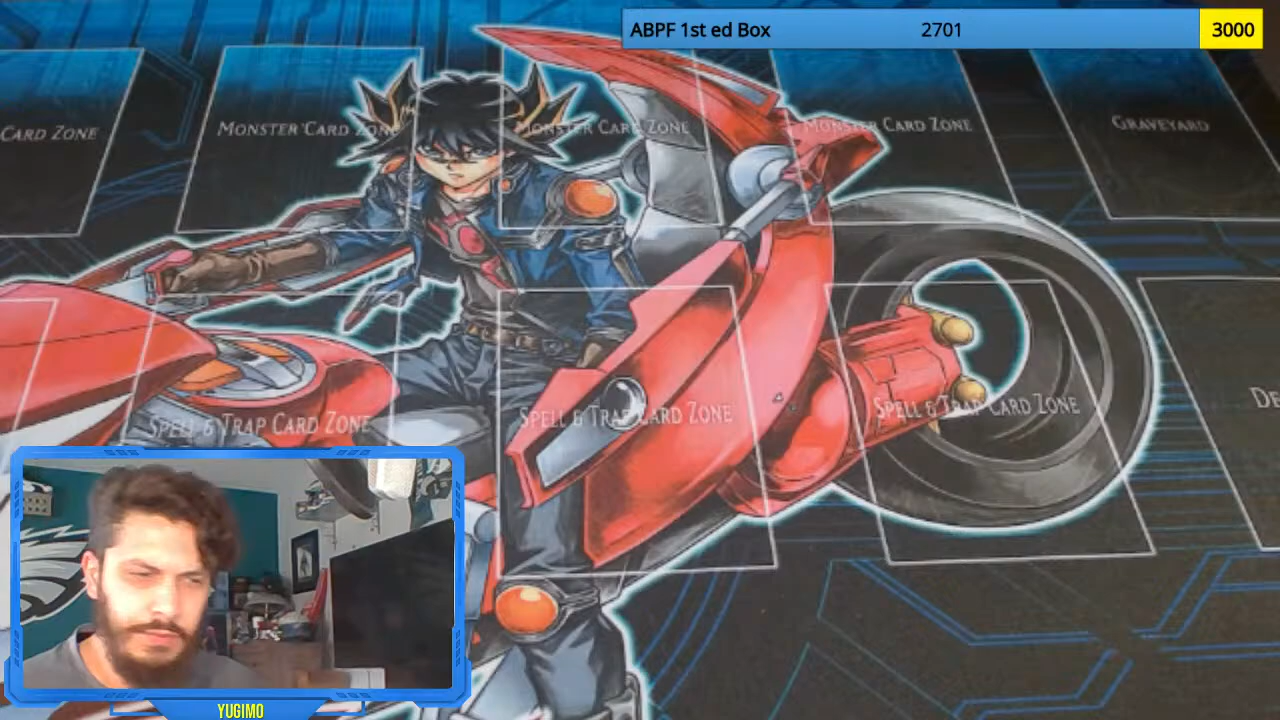 ABPF 1st ed Box 2701 3000
CARD ZONE
MONSTER CARD ZONE
MONSTER CARD ZONE
MONSTER CARD ZONE
GRAVEYARD
SPELL & TRAP CARD ZONE
SPELL & TRAP CARD ZONE
SPELL & TRAP CARD ZONE
DE
YUGIMO